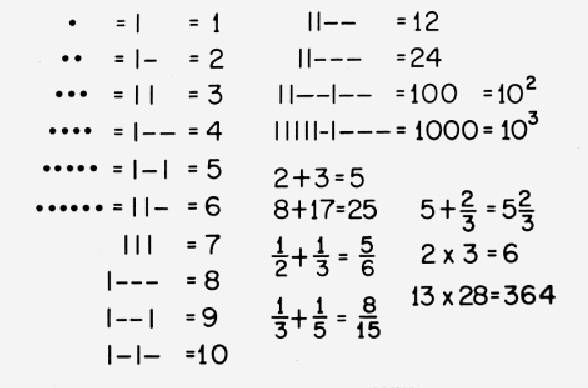 • = | = 1
•• = |- = 2
••• = || = 3
•••• = |-- = 4
••••• = |-| = 5
•••••• = ||- = 6
||| = 7
|--- = 8
|--| = 9
|-|- =10
||-- =12
||--- =24
||--|-- =100 =10²
|||||-|--- = 1000= 10³
2+3=5
8+17=25
1/2+1/3 = 5/6
1/3+1/5 = 8/15
5+2/3 =5 2/3
2 x 3 =6
13 x 28=364